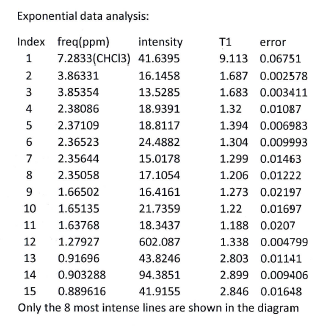 Exponential data analysis:
Index freq(ppm) intensity T1 error
1 7.2833(CHCl3) 41.6395 9.113 0.06751
2 3.86331 16.1458 1.687 0.002578
3 3.85354 13.5285 1.683 0.003411
4 2.38086 18.9391 1.32 0.01087
5 2.37109 18.8117 1.394 0.006983
6 2.36523 24.4882 1.304 0.009993
7 2.35644 15.0178 1.299 0.01463
8 2.35058 17.1054 1.206 0.01222
9 1.66502 16.4161 1.273 0.02197
10 1.65135 21.7359 1.22 0.01697
11 1.63768 18.3437 1.188 0.0207
12 1.27927 602.087 1.338 0.004799
13 0.91696 43.8246 2.803 0.01141
14 0.903288 94.3851 2.899 0.009406
15 0.889616 41.9155 2.846 0.01648
Only the 8 most intense lines are shown in the diagram